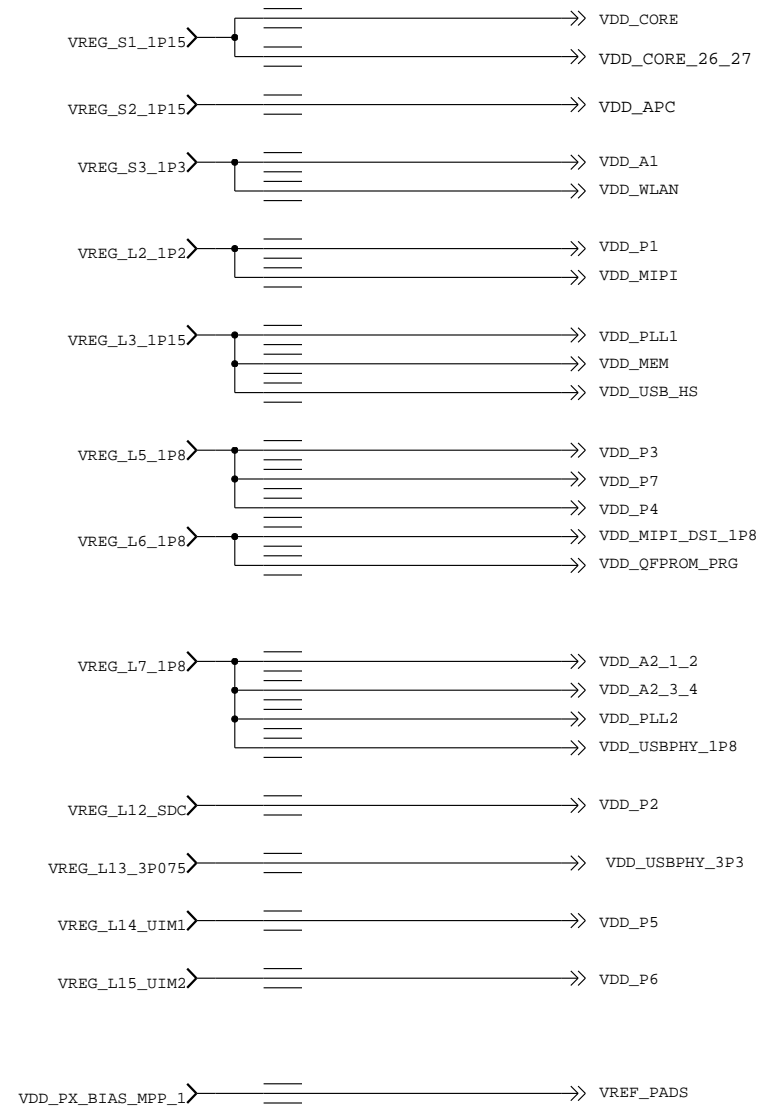 VDD_CORE
VREG_S1_1P15
VDD_CORE_26_27
VREG_S2_1P15
VDD_APC
VREG_S3_1P3
VDD_A1
VDD_WLAN
VREG_L2_1P2
VDD_P1
VDD_MIPI
VREG_L3_1P15
VDD_PLL1
VDD_MEM
VDD_USB_HS
VREG_L5_1P8
VDD_P3
VDD_P7
VDD_P4
VREG_L6_1P8
VDD_MIPI_DSI_1P8
VDD_QFPROM_PRG
VREG_L7_1P8
VDD_A2_1_2
VDD_A2_3_4
VDD_PLL2
VDD_USBPHY_1P8
VREG_L12_SDC
VDD_P2
VREG_L13_3P075
VDD_USBPHY_3P3
VREG_L14_UIM1
VDD_P5
VREG_L15_UIM2
VDD_P6
VDD_PX_BIAS_MPP_1
VREF_PADS